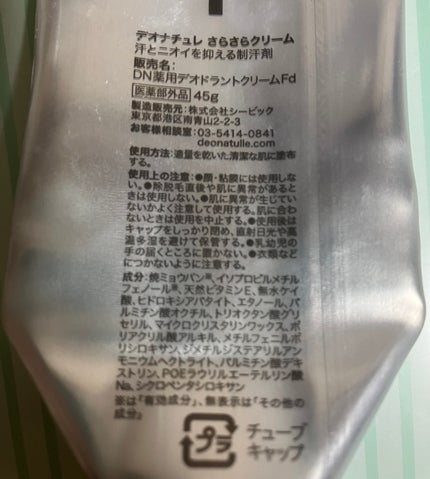 デオナチュレ さらさらクリーム
汗とニオイを抑える制汗剤
販売名：
DN薬用デオドラントクリームFd
医薬部外品 45g
製造販売元：株式会社シービック
東京都港区南青山2-2-3
お客様相談室：03-5414-0841
deonatulle.com
使用方法：適量を乾いた清潔な肌に塗布
する。
使用上の注意：●顔・粘膜には使用しな
い。●除脱毛直後や肌に異常があると
きは使用しない。●肌に異常が生じてい
ないかよく注意して使用する。肌に合わ
ないときは使用を中止する。●使用後は
キャップをしっかり閉め、直射日光や高
温多湿を避けて保管する。●乳幼児の
手の届くところに置かない。●衣類など
につかないように注意する。
成分：焼ミョウバン※、イソプロピルメチル
フェノール※、天然ビタミンE、無水ケイ
酸、ヒドロキシアパタイト、エタノール、パ
ルミチン酸オクチル、トリオクタン酸グリ
セリル、マイクロクリスタリンワックス、ポ
リアクリル酸アルキル、メチルフェニルポ
リシロキサン、ジメチルジステアリルアン
モニウムヘクトライト、パルミチン酸デキ
ストリン、POEラウリルエーテルリン酸
Na、シクロペンタシロキサン
※は「有効成分」、無表示は「その他の
成分」
プラ
チューブ
キャップ